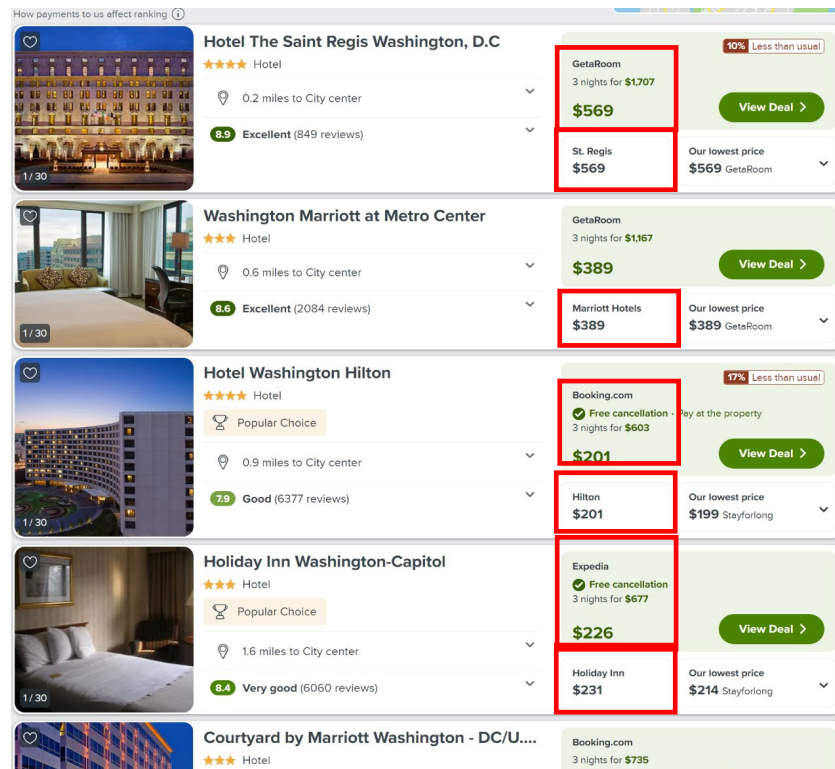 How payments to us affect ranking
Hotel The Saint Regis Washington, D.C
Hotel
0.2 miles to City center
8.9 Excellent (849 reviews)
1/30
10% Less than usual
GetaRoom
3 nights for $1,707
$569
View Deal
St. Regis
$569
Our lowest price
$569 GetaRoom
Washington Marriott at Metro Center
Hotel
0.6 miles to City center
8.6 Excellent (2084 reviews)
1/30
GetaRoom
3 nights for $1,167
$389
View Deal
Marriott Hotels
$389
Our lowest price
$389 GetaRoom
Hotel Washington Hilton
Hotel
Popular Choice
0.9 miles to City center
7.9 Good (6377 reviews)
1/30
17% Less than usual
Booking.com
Free cancellation · Pay at the property
3 nights for $603
$201
View Deal
Hilton
$201
Our lowest price
$199 Stayforlong
Holiday Inn Washington-Capitol
Hotel
Popular Choice
1.6 miles to City center
8.4 Very good (6060 reviews)
1/30
Expedia
Free cancellation
3 nights for $677
$226
View Deal
Holiday Inn
$231
Our lowest price
$214 Stayforlong
Courtyard by Marriott Washington - DC/U....
Hotel
Booking.com
3 nights for $735